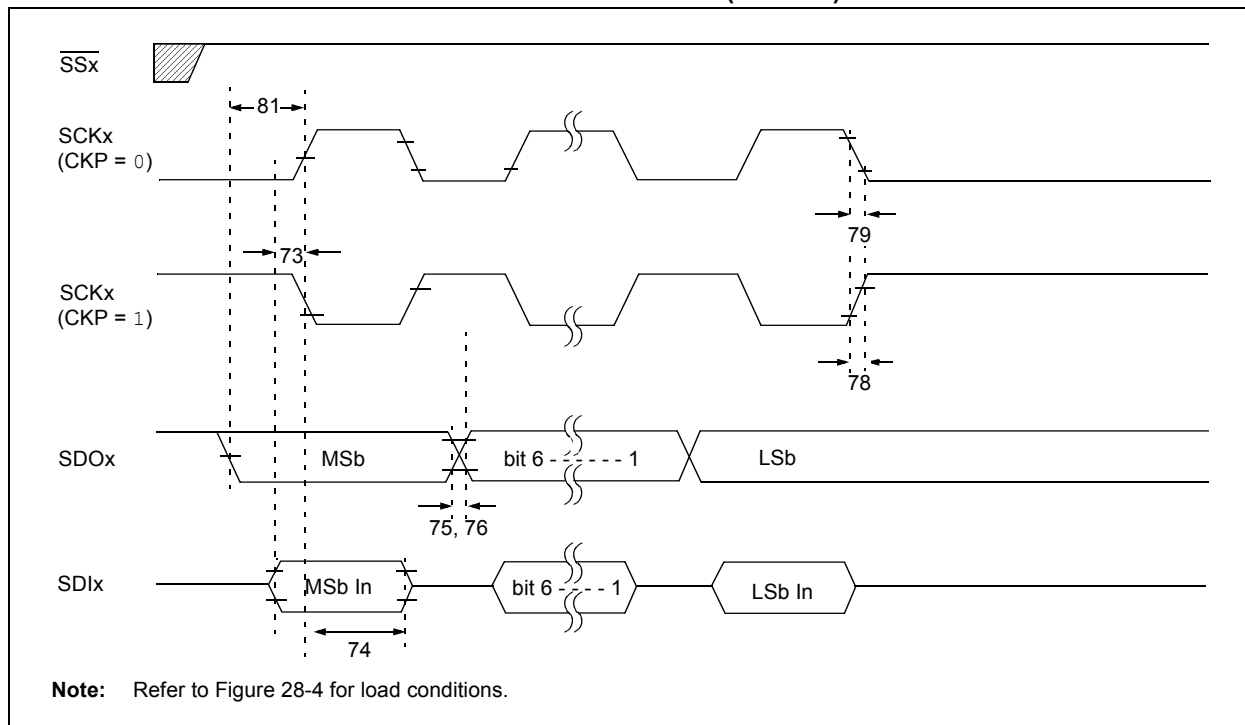 SSx
81
SCKx
(CKP = 0)
79
73
SCKx
(CKP = 1)
78
SDOx
MSb
bit 6 - - - - - - 1
LSb
75, 76
SDIx
MSb In
bit 6 - - - - 1
LSb In
74
Note: Refer to Figure 28-4 for load conditions.